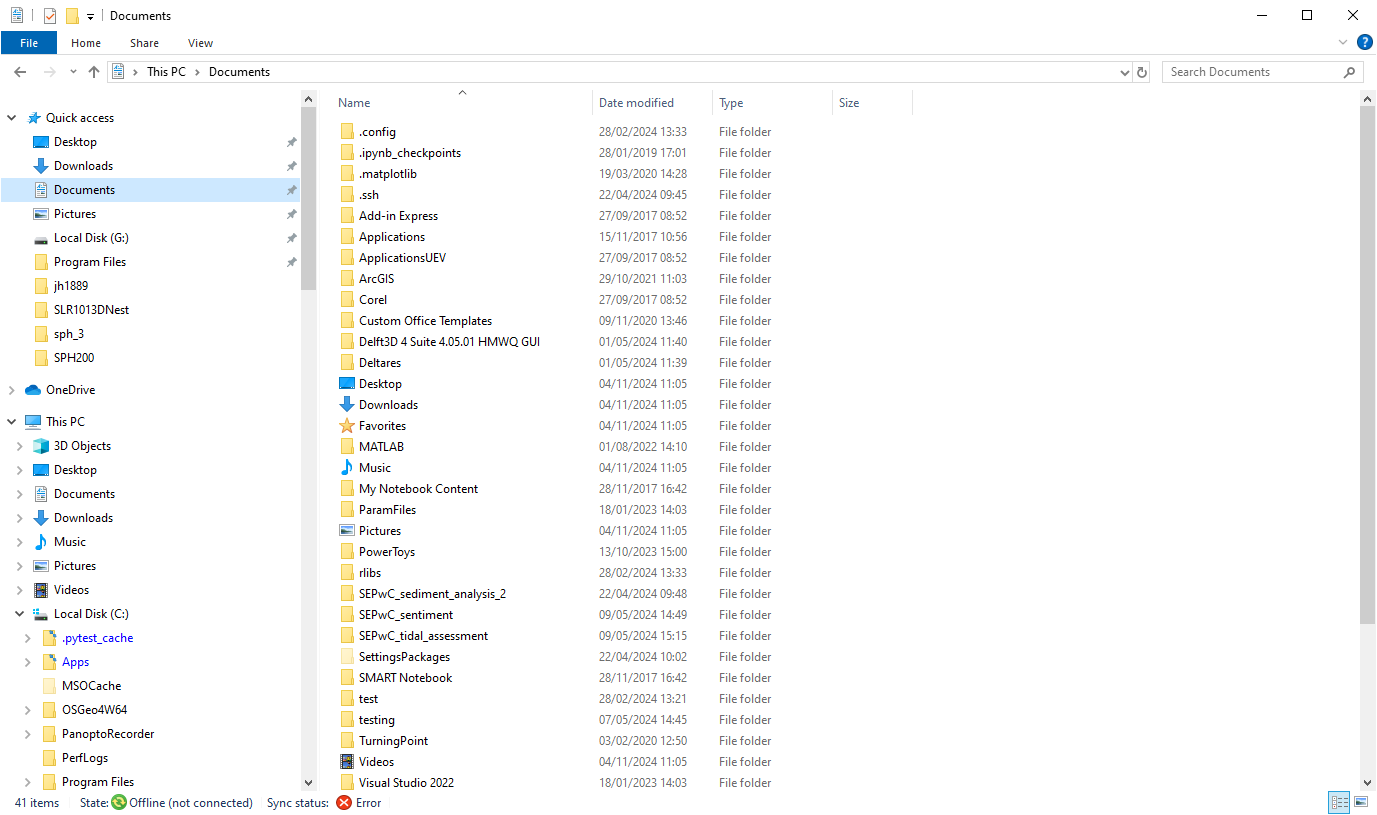 Documents
File Home Share View
This PC Documents Search Documents
Name Date modified Type Size
Quick access
Desktop
Downloads
Documents
Pictures
Local Disk (G:)
Program Files
jh1889
SLR1013DNest
sph_3
SPH200
OneDrive
This PC
3D Objects
Desktop
Documents
Downloads
Music
Pictures
Videos
Local Disk (C:)
.pytest_cache
Apps
MSOCache
OSGeo4W64
PanoptoRecorder
PerfLogs
Program Files
.config 28/02/2024 13:33 File folder
.ipynb_checkpoints 28/01/2019 17:01 File folder
.matplotlib 19/03/2020 14:28 File folder
.ssh 22/04/2024 09:45 File folder
Add-in Express 27/09/2017 08:52 File folder
Applications 15/11/2017 10:56 File folder
ApplicationsUEV 27/09/2017 08:52 File folder
ArcGIS 29/10/2021 11:03 File folder
Corel 27/09/2017 08:52 File folder
Custom Office Templates 09/11/2020 13:46 File folder
Delft3D 4 Suite 4.05.01 HMWQ GUI 01/05/2024 11:40 File folder
Deltares 01/05/2024 11:39 File folder
Desktop 04/11/2024 11:05 File folder
Downloads 04/11/2024 11:05 File folder
Favorites 04/11/2024 11:05 File folder
MATLAB 01/08/2022 14:10 File folder
Music 04/11/2024 11:05 File folder
My Notebook Content 28/11/2017 16:42 File folder
ParamFiles 18/01/2023 14:03 File folder
Pictures 04/11/2024 11:05 File folder
PowerToys 13/10/2023 15:00 File folder
rlibs 28/02/2024 13:33 File folder
SEPwC_sediment_analysis_2 22/04/2024 09:48 File folder
SEPwC_sentiment 09/05/2024 14:49 File folder
SEPwC_tidal_assessment 09/05/2024 15:15 File folder
SettingsPackages 22/04/2024 10:02 File folder
SMART Notebook 28/11/2017 16:42 File folder
test 28/02/2024 13:21 File folder
testing 07/05/2024 14:45 File folder
TurningPoint 03/02/2020 12:50 File folder
Videos 04/11/2024 11:05 File folder
Visual Studio 2022 18/01/2023 14:03 File folder
41 items State: Offline (not connected) Sync status: Error